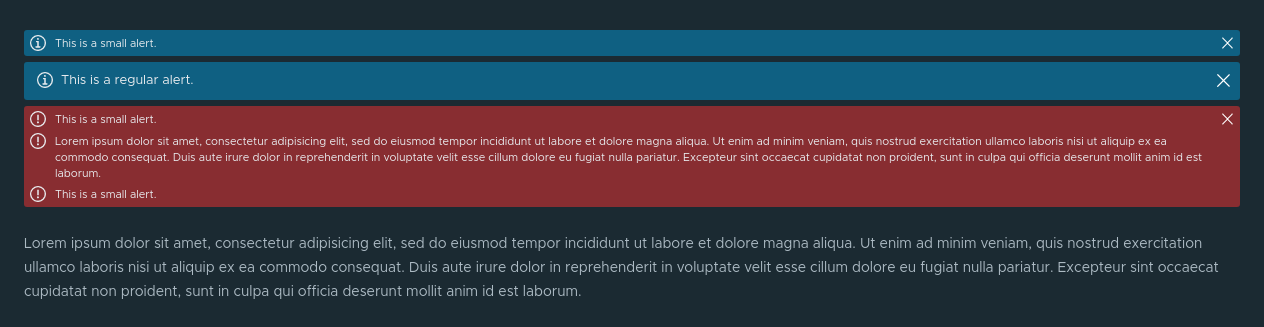 This is a small alert.
This is a regular alert.
This is a small alert.
Lorem ipsum dolor sit amet, consectetur adipisicing elit, sed do eiusmod tempor incididunt ut labore et dolore magna aliqua. Ut enim ad minim veniam, quis nostrud exercitation ullamco laboris nisi ut aliquip ex ea
commodo consequat. Duis aute irure dolor in reprehenderit in voluptate velit esse cillum dolore eu fugiat nulla pariatur. Excepteur sint occaecat cupidatat non proident, sunt in culpa qui officia deserunt mollit anim id est
laborum.
This is a small alert.
Lorem ipsum dolor sit amet, consectetur adipisicing elit, sed do eiusmod tempor incididunt ut labore et dolore magna aliqua. Ut enim ad minim veniam, quis nostrud exercitation
ullamco laboris nisi ut aliquip ex ea commodo consequat. Duis aute irure dolor in reprehenderit in voluptate velit esse cillum dolore eu fugiat nulla pariatur. Excepteur sint occaecat
cupidatat non proident, sunt in culpa qui officia deserunt mollit anim id est laborum.